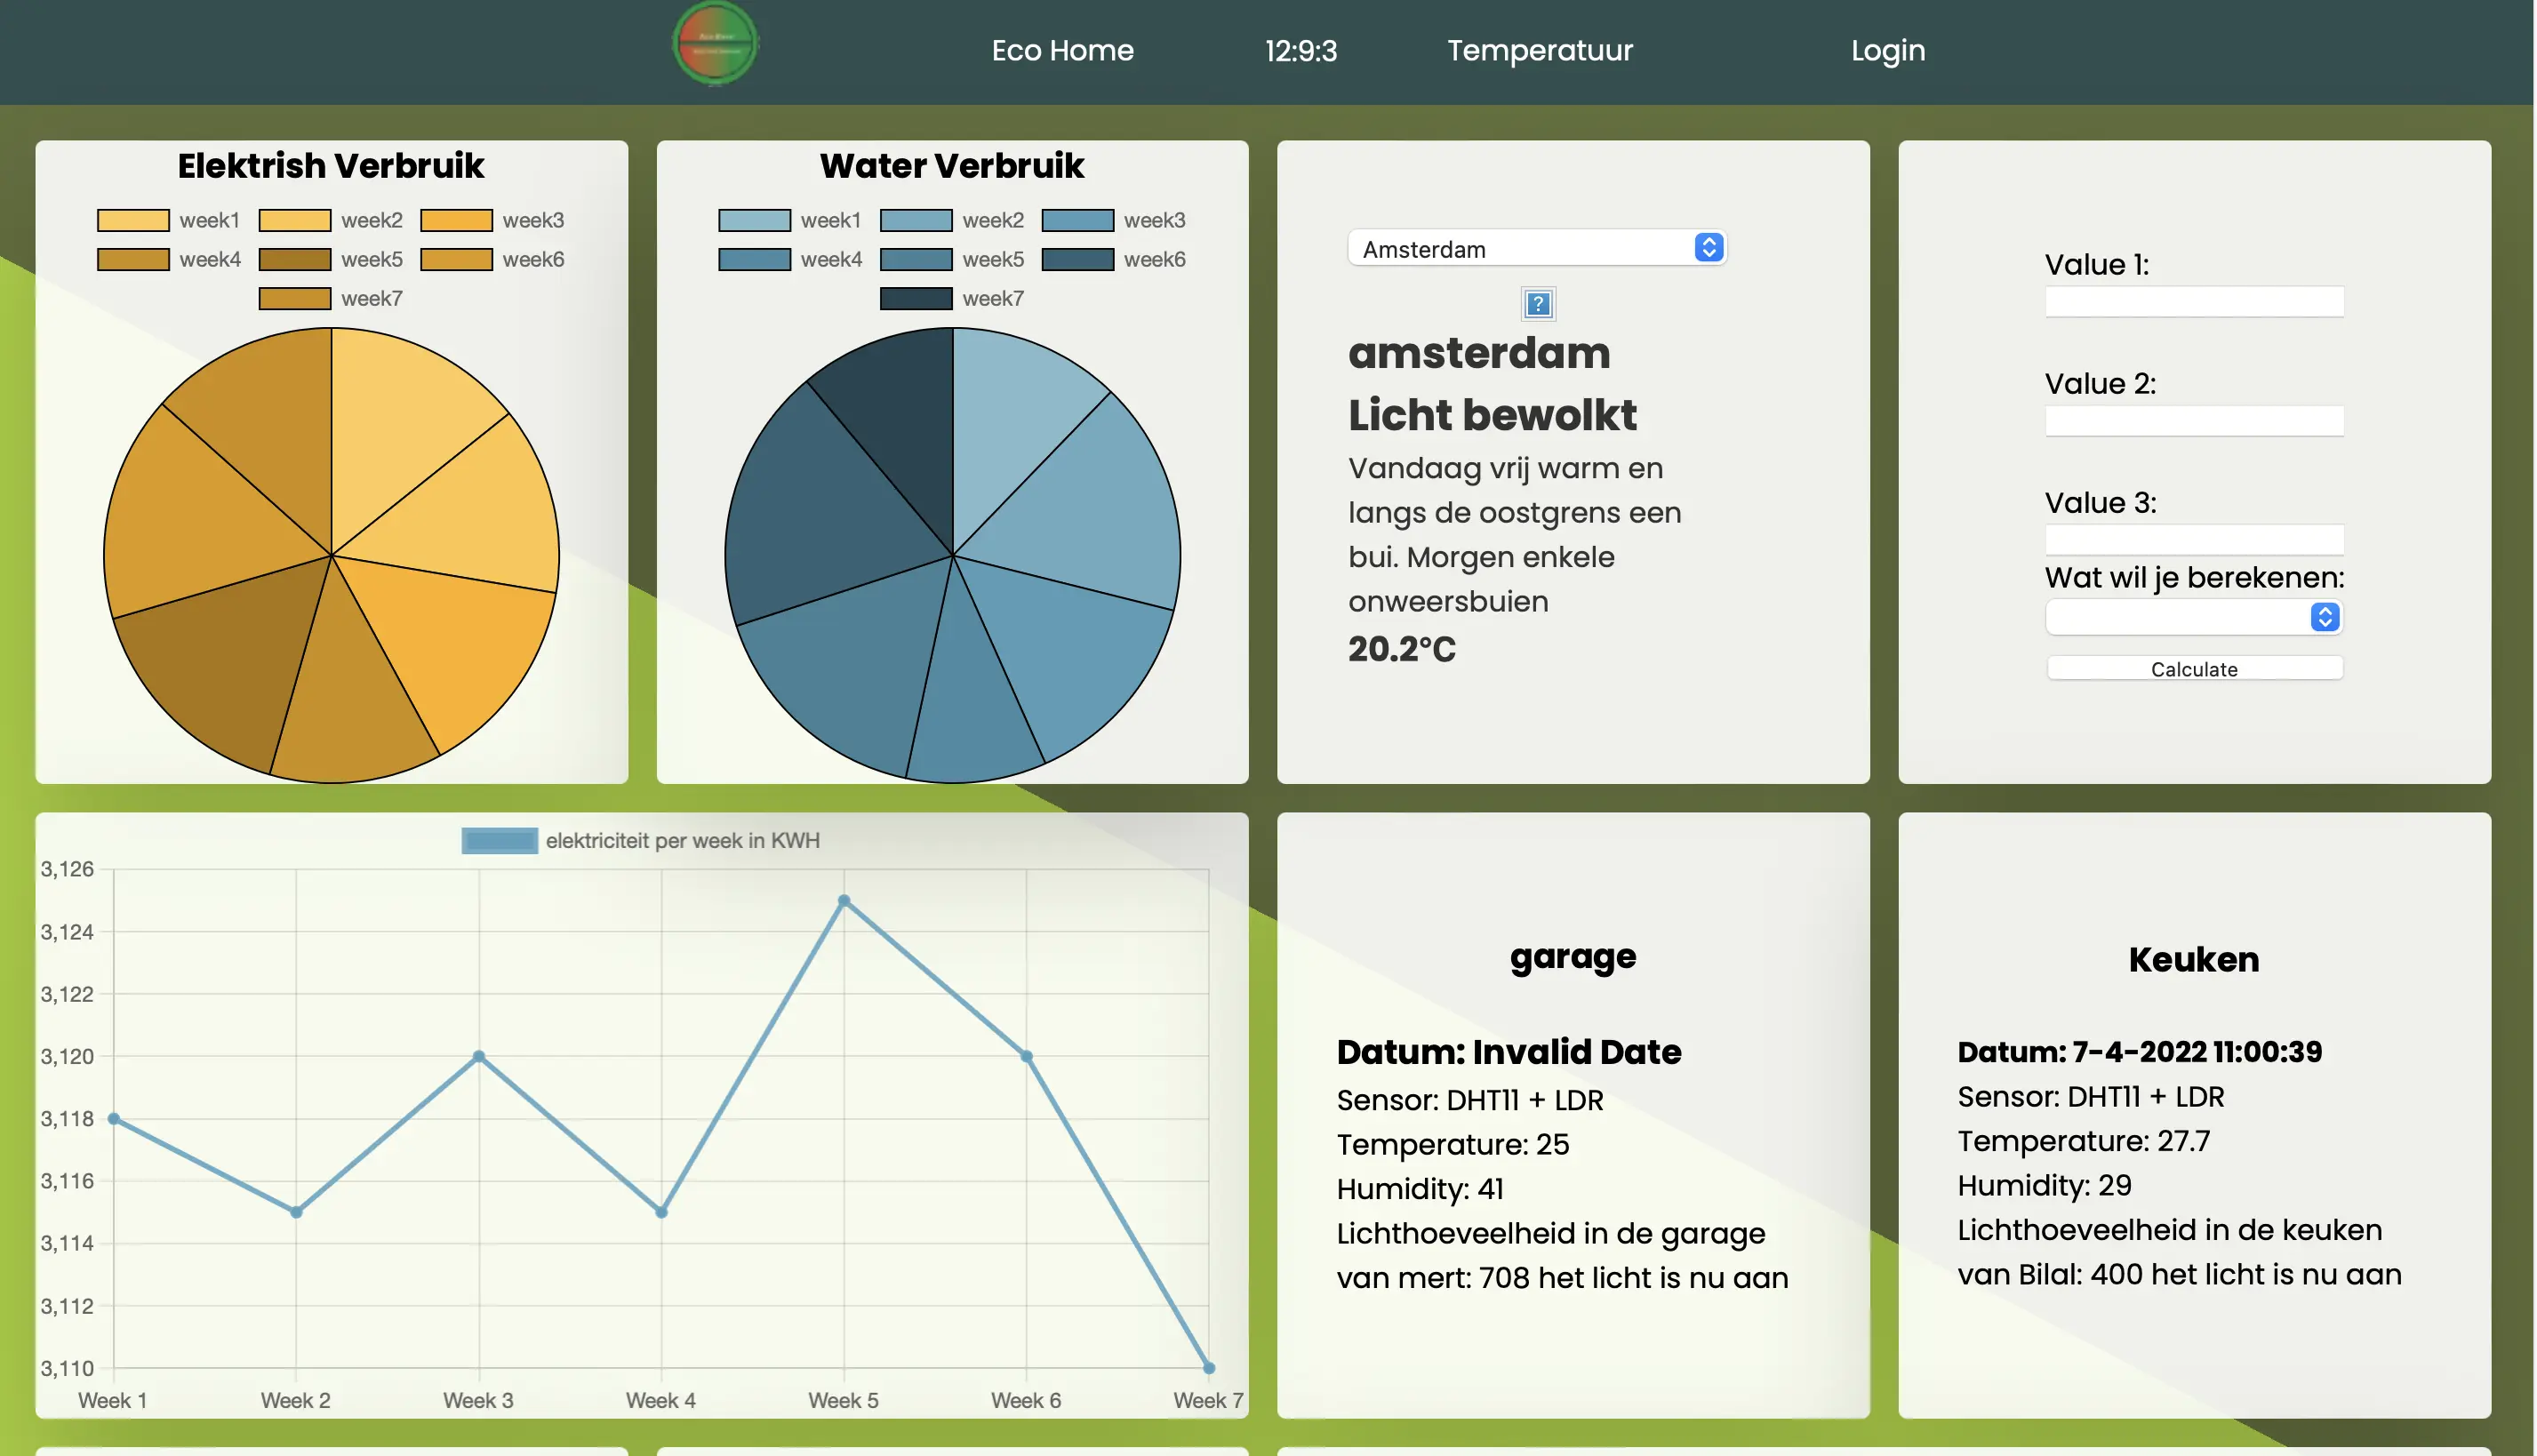 Eco Home
12:9:3
Temperatuur
Login
Elektrish Verbruik
week1 week2 week3
week4 week5 week6
week7
Water Verbruik
week1 week2 week3
week4 week5 week6
week7
Amsterdam
?
amsterdam
Licht bewolkt
Vandaag vrij warm en
langs de oostgrens een
bui. Morgen enkele
onweersbuien
20.2°C
Value 1:
Value 2:
Value 3:
Wat wil je berekenen:
Calculate
elektriciteit per week in KWH
3,126
3,124
3,122
3,120
3,118
3,116
3,114
3,112
3,110
Week 1 Week 2 Week 3 Week 4 Week 5 Week 6 Week 7
garage
Datum: Invalid Date
Sensor: DHT11 + LDR
Temperature: 25
Humidity: 41
Lichthoeveelheid in de garage
van mert: 708 het licht is nu aan
Keuken
Datum: 7-4-2022 11:00:39
Sensor: DHT11 + LDR
Temperature: 27.7
Humidity: 29
Lichthoeveelheid in de keuken
van Bilal: 400 het licht is nu aan